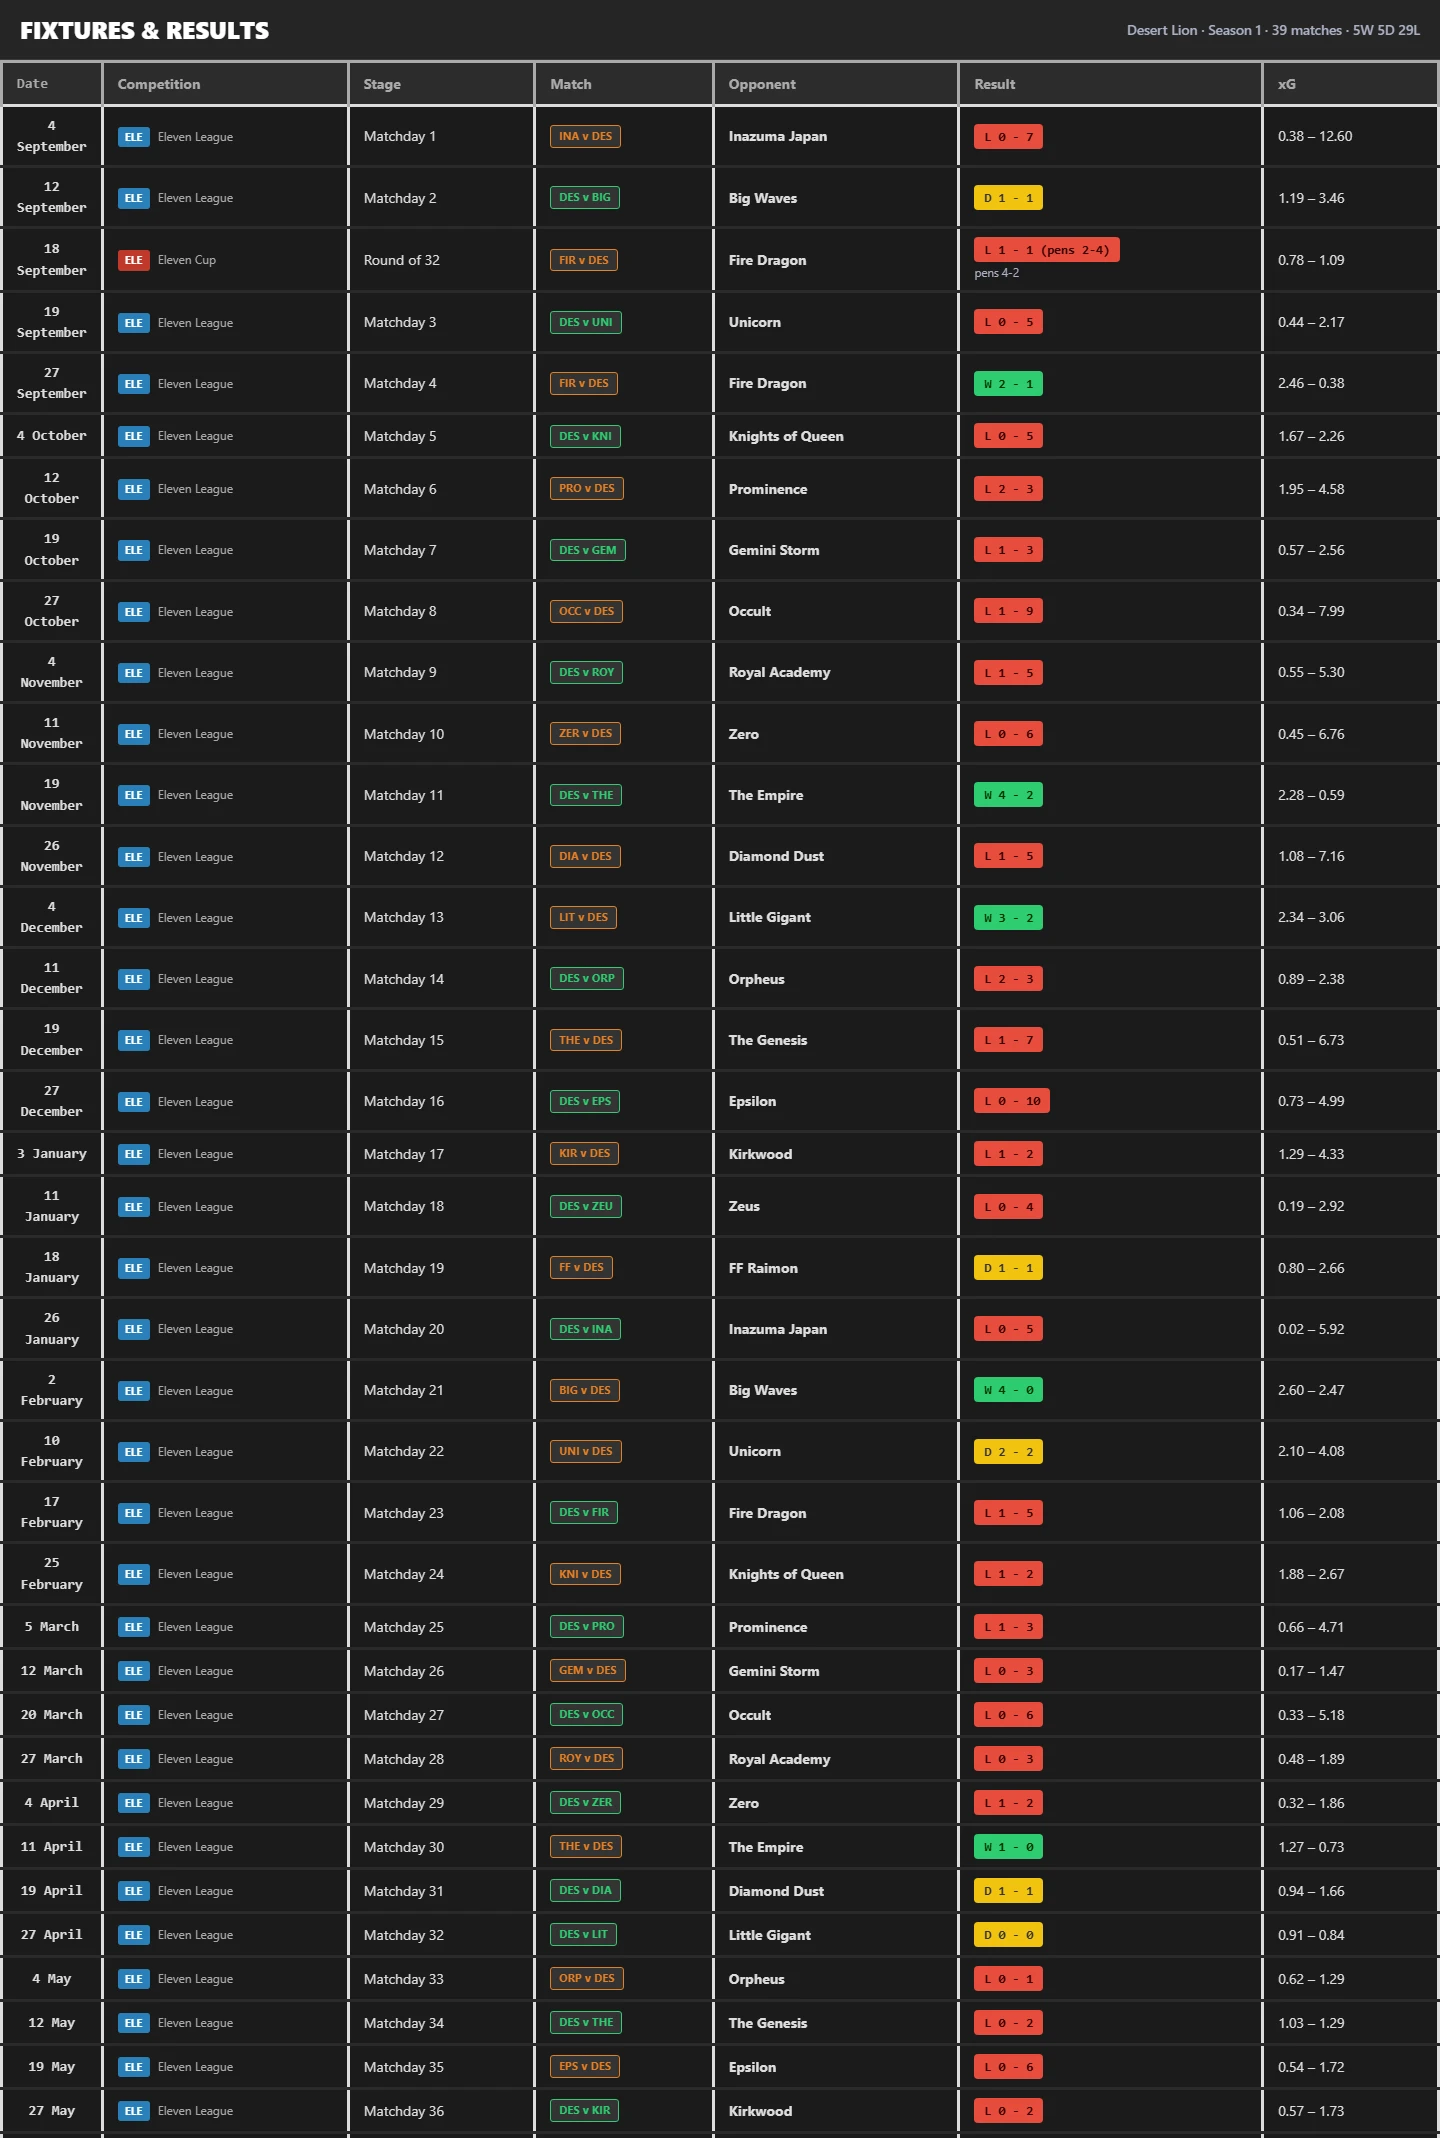 FIXTURES & RESULTS
Desert Lion · Season 1 · 39 matches · 5W 5D 29L
Date Competition Stage Match Opponent Result xG
4 September ELE Eleven League Matchday 1 INA v DES Inazuma Japan L 0 - 7 0.38 – 12.60
12 September ELE Eleven League Matchday 2 DES v BIG Big Waves D 1 - 1 1.19 – 3.46
18 September ELE Eleven Cup Round of 32 FIR v DES Fire Dragon L 1 - 1 (pens 2-4) pens 4-2 0.78 – 1.09
19 September ELE Eleven League Matchday 3 DES v UNI Unicorn L 0 - 5 0.44 – 2.17
27 September ELE Eleven League Matchday 4 FIR v DES Fire Dragon W 2 - 1 2.46 – 0.38
4 October ELE Eleven League Matchday 5 DES v KNI Knights of Queen L 0 - 5 1.67 – 2.26
12 October ELE Eleven League Matchday 6 PRO v DES Prominence L 2 - 3 1.95 – 4.58
19 October ELE Eleven League Matchday 7 DES v GEM Gemini Storm L 1 - 3 0.57 – 2.56
27 October ELE Eleven League Matchday 8 OCC v DES Occult L 1 - 9 0.34 – 7.99
4 November ELE Eleven League Matchday 9 DES v ROY Royal Academy L 1 - 5 0.55 – 5.30
11 November ELE Eleven League Matchday 10 ZER v DES Zero L 0 - 6 0.45 – 6.76
19 November ELE Eleven League Matchday 11 DES v THE The Empire W 4 - 2 2.28 – 0.59
26 November ELE Eleven League Matchday 12 DIA v DES Diamond Dust L 1 - 5 1.08 – 7.16
4 December ELE Eleven League Matchday 13 LIT v DES Little Gigant W 3 - 2 2.34 – 3.06
11 December ELE Eleven League Matchday 14 DES v ORP Orpheus L 2 - 3 0.89 – 2.38
19 December ELE Eleven League Matchday 15 THE v DES The Genesis L 1 - 7 0.51 – 6.73
27 December ELE Eleven League Matchday 16 DES v EPS Epsilon L 0 - 10 0.73 – 4.99
3 January ELE Eleven League Matchday 17 KIR v DES Kirkwood L 1 - 2 1.29 – 4.33
11 January ELE Eleven League Matchday 18 DES v ZEU Zeus L 0 - 4 0.19 – 2.92
18 January ELE Eleven League Matchday 19 FF v DES FF Raimon D 1 - 1 0.80 – 2.66
26 January ELE Eleven League Matchday 20 DES v INA Inazuma Japan L 0 - 5 0.02 – 5.92
2 February ELE Eleven League Matchday 21 BIG v DES Big Waves W 4 - 0 2.60 – 2.47
10 February ELE Eleven League Matchday 22 UNI v DES Unicorn D 2 - 2 2.10 – 4.08
17 February ELE Eleven League Matchday 23 DES v FIR Fire Dragon L 1 - 5 1.06 – 2.08
25 February ELE Eleven League Matchday 24 KNI v DES Knights of Queen L 1 - 2 1.88 – 2.67
5 March ELE Eleven League Matchday 25 DES v PRO Prominence L 1 - 3 0.66 – 4.71
12 March ELE Eleven League Matchday 26 GEM v DES Gemini Storm L 0 - 3 0.17 – 1.47
20 March ELE Eleven League Matchday 27 DES v OCC Occult L 0 - 6 0.33 – 5.18
27 March ELE Eleven League Matchday 28 ROY v DES Royal Academy L 0 - 3 0.48 – 1.89
4 April ELE Eleven League Matchday 29 DES v ZER Zero L 1 - 2 0.32 – 1.86
11 April ELE Eleven League Matchday 30 THE v DES The Empire W 1 - 0 1.27 – 0.73
19 April ELE Eleven League Matchday 31 DES v DIA Diamond Dust D 1 - 1 0.94 – 1.66
27 April ELE Eleven League Matchday 32 DES v LIT Little Gigant D 0 - 0 0.91 – 0.84
4 May ELE Eleven League Matchday 33 ORP v DES Orpheus L 0 - 1 0.62 – 1.29
12 May ELE Eleven League Matchday 34 DES v THE The Genesis L 0 - 2 1.03 – 1.29
19 May ELE Eleven League Matchday 35 EPS v DES Epsilon L 0 - 6 0.54 – 1.72
27 May ELE Eleven League Matchday 36 DES v KIR Kirkwood L 0 - 2 0.57 – 1.73